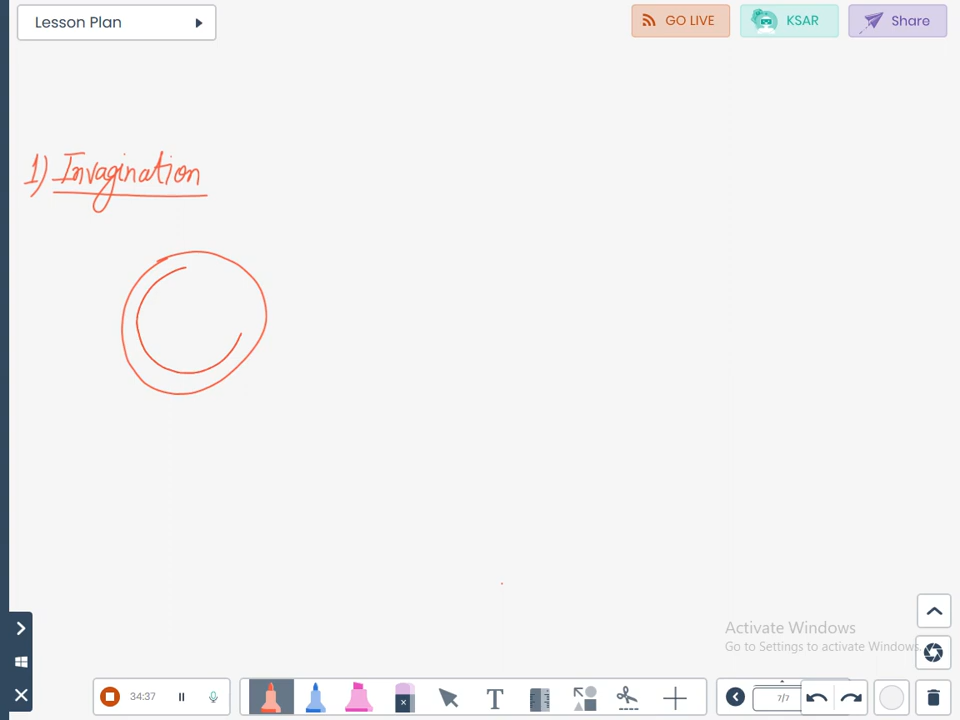 Lesson Plan
GO LIVE
KSAR
Share
1) Invagination
Activate Windows
Go to Settings to activate Windows.
34:37
T
7/7